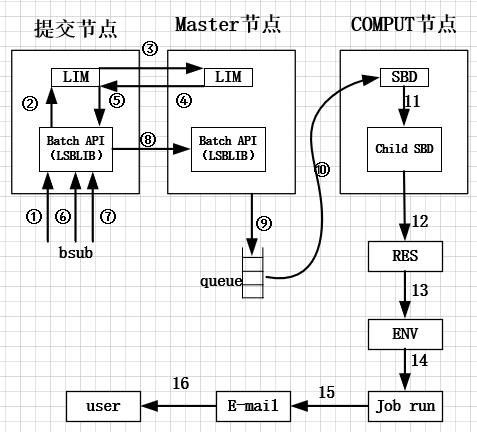 提交节点
Master节点
COMPUT节点
③
LIM
LIM
SBD
②
⑤
④
11
Batch API
(LSBLIB)
⑧
Batch API
(LSBLIB)
Child SBD
⑩
①
⑥
⑦
⑨
12
bsub
RES
queue
13
ENV
14
16
15
user
E-mail
Job run